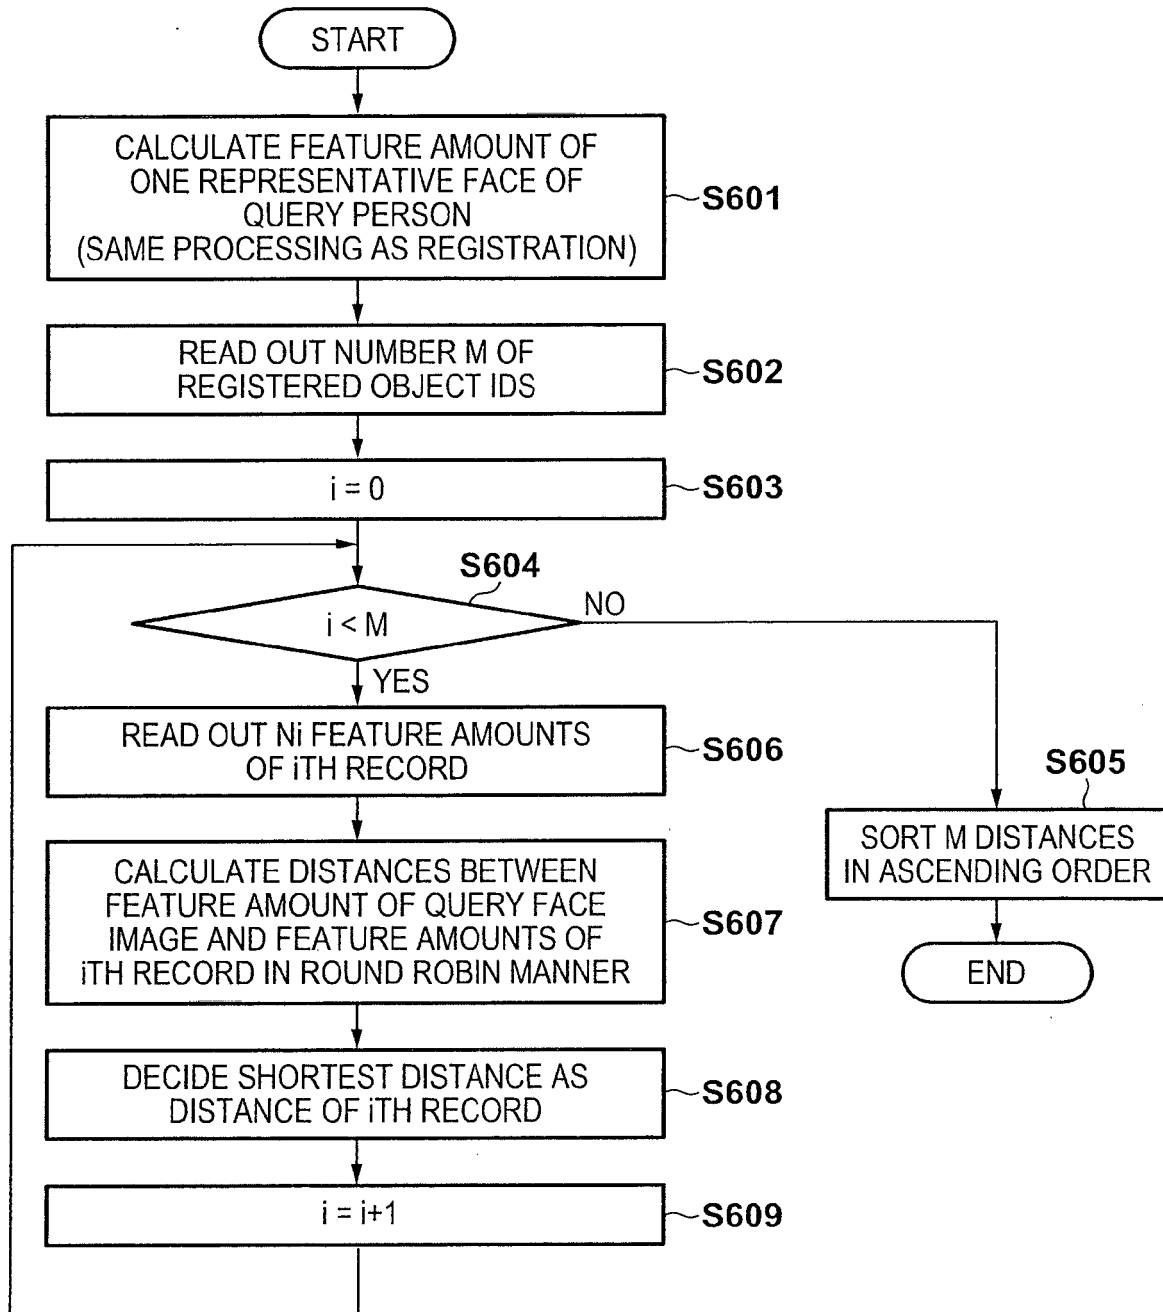 START
CALCULATE FEATURE AMOUNT OF
ONE REPRESENTATIVE FACE OF
QUERY PERSON
(SAME PROCESSING AS REGISTRATION)
S601
READ OUT NUMBER M OF
REGISTERED OBJECT IDS
S602
i = 0
S603
S604
i < M
NO
YES
READ OUT Ni FEATURE AMOUNTS
OF iTH RECORD
S606
S605
SORT M DISTANCES
IN ASCENDING ORDER
CALCULATE DISTANCES BETWEEN
FEATURE AMOUNT OF QUERY FACE
IMAGE AND FEATURE AMOUNTS OF
iTH RECORD IN ROUND ROBIN MANNER
S607
END
DECIDE SHORTEST DISTANCE AS
DISTANCE OF iTH RECORD
S608
i = i+1
S609